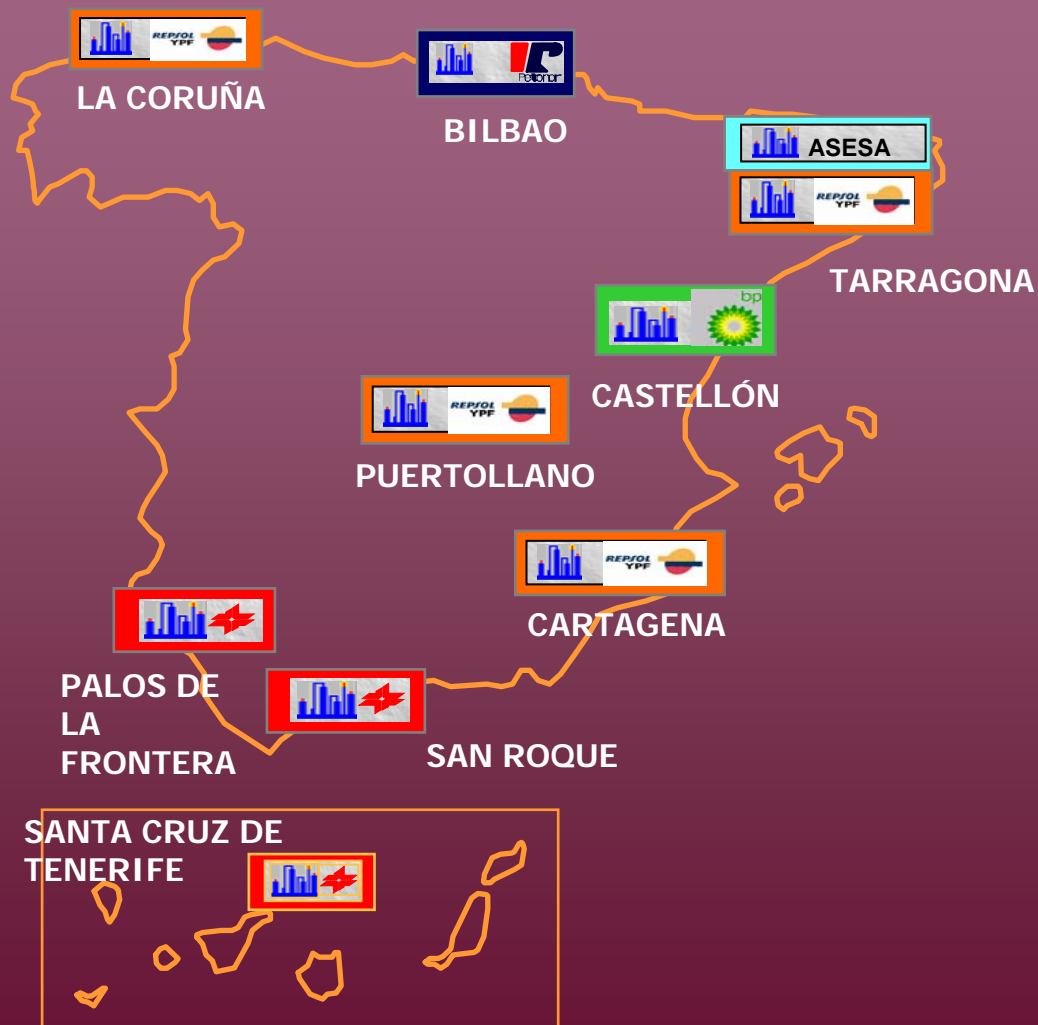 REPSOL
YPF
LA CORUÑA
Petronor
BILBAO
ASESA
REPSOL
YPF
TARRAGONA
bp
CASTELLÓN
REPSOL
YPF
PUERTOLLANO
REPSOL
YPF
CARTAGENA
PALOS DE
LA
FRONTERA
SAN ROQUE
SANTA CRUZ DE
TENERIFE